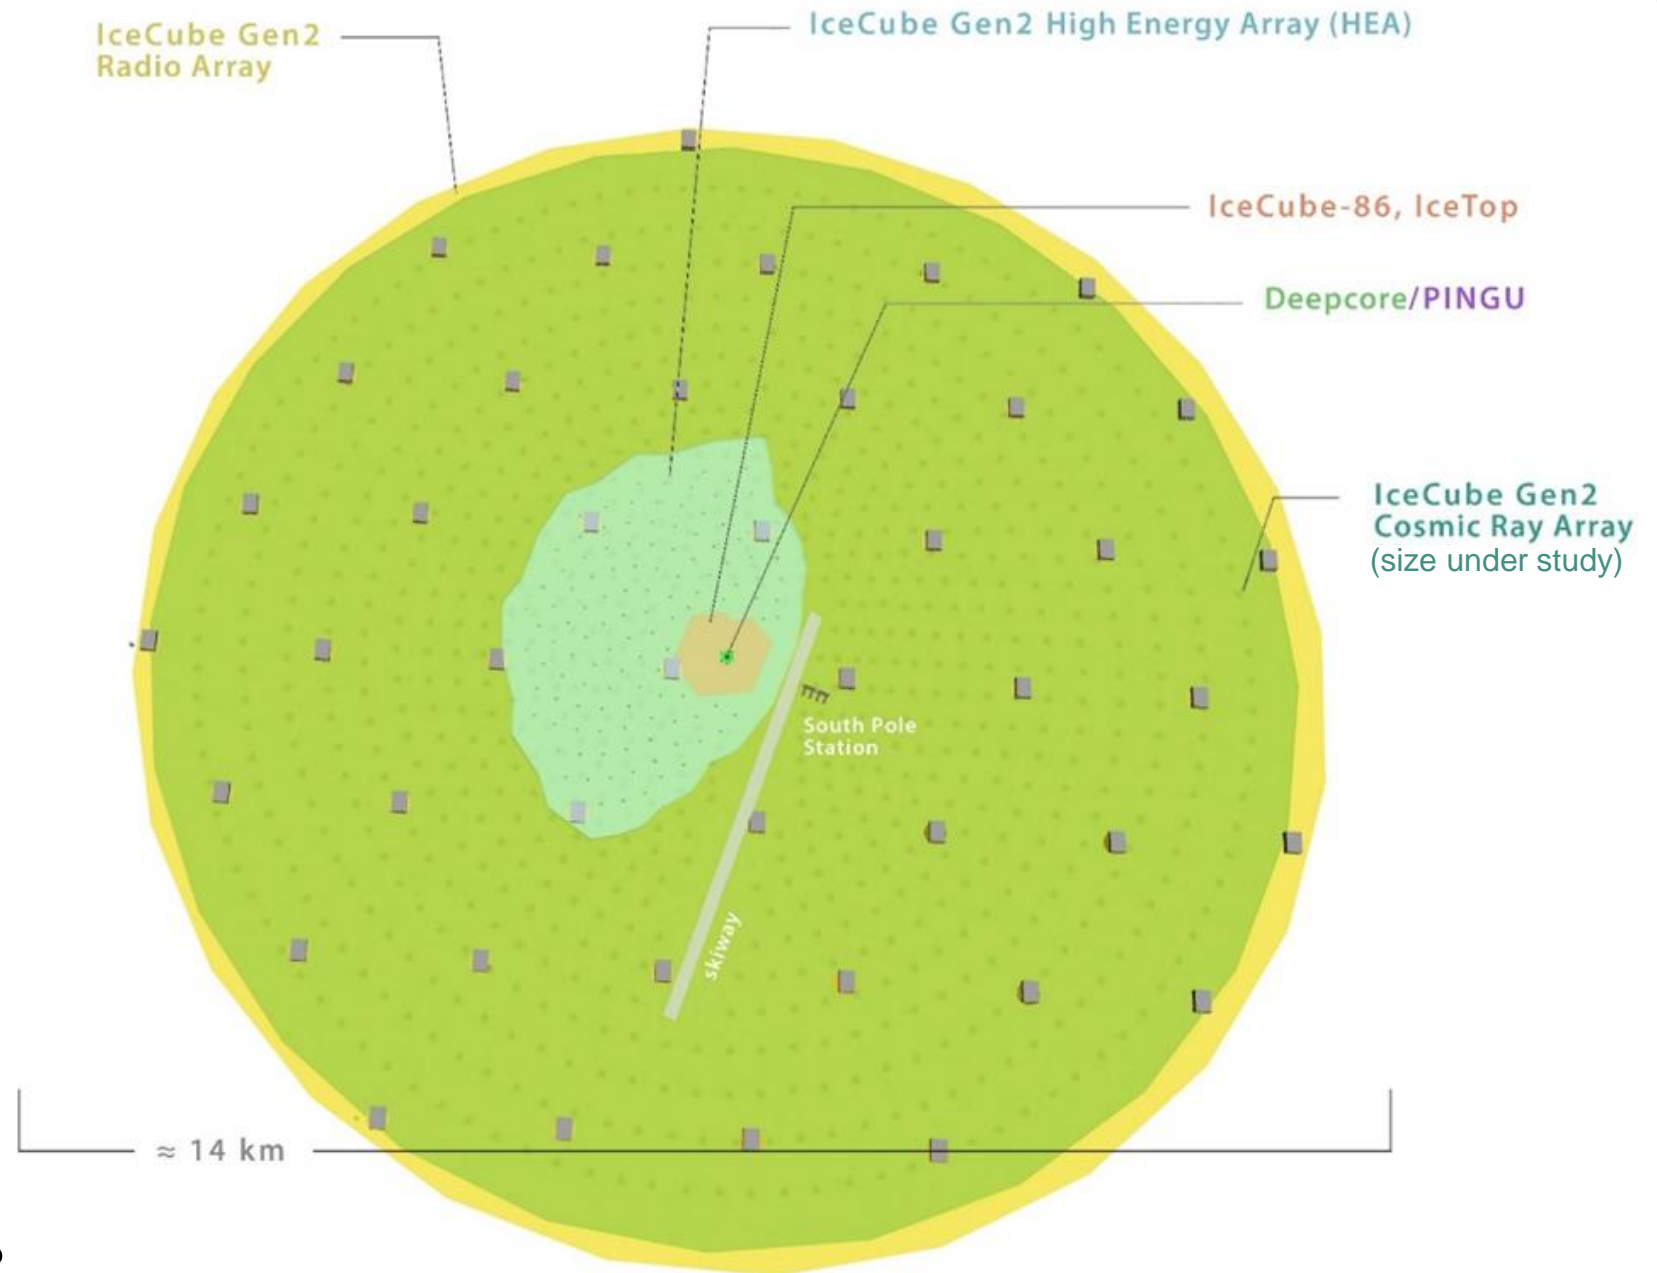 IceCube Gen2
Radio Array
IceCube Gen2 High Energy Array (HEA)
IceCube-86, IceTop
Deepcore/PINGU
IceCube Gen2
Cosmic Ray Array
(size under study)
South Pole
Station
skiway
≈ 14 km